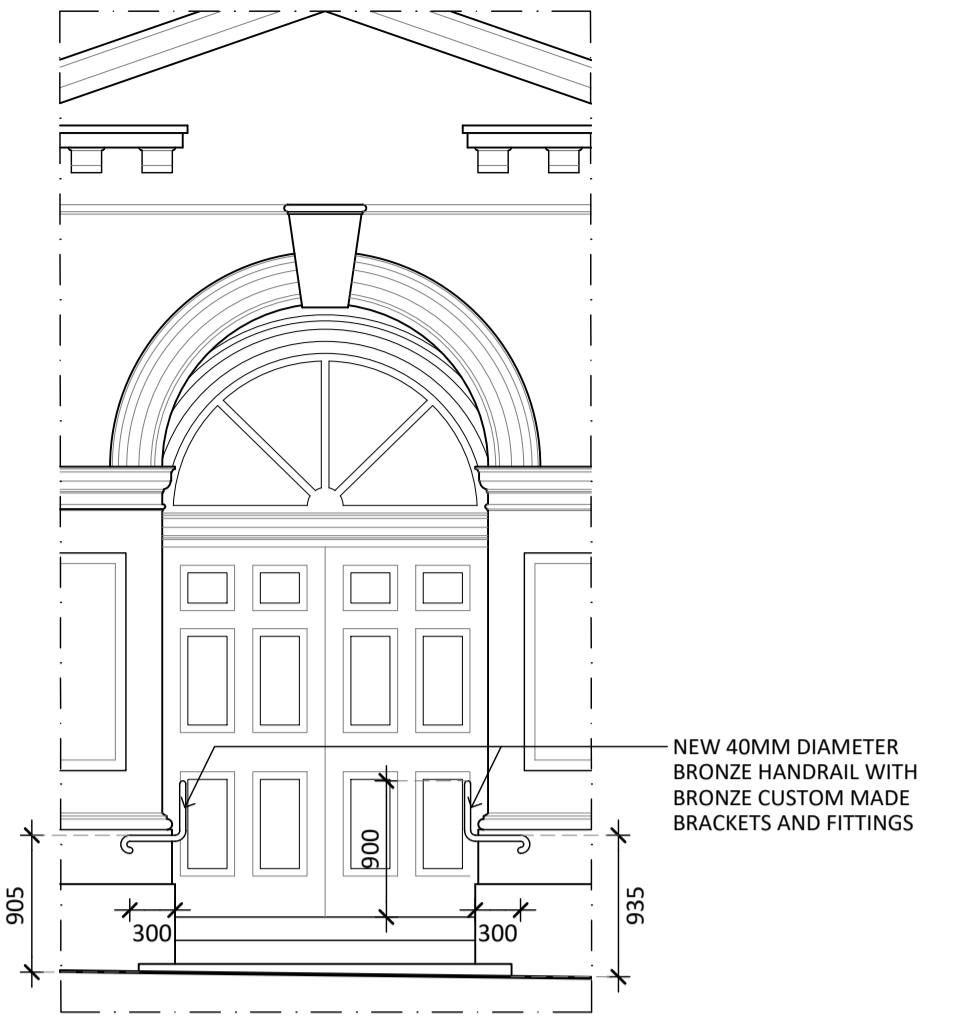 NEW 40MM DIAMETER
BRONZE HANDRAIL WITH
BRONZE CUSTOM MADE
BRACKETS AND FITTINGS
900
905
935
300
300